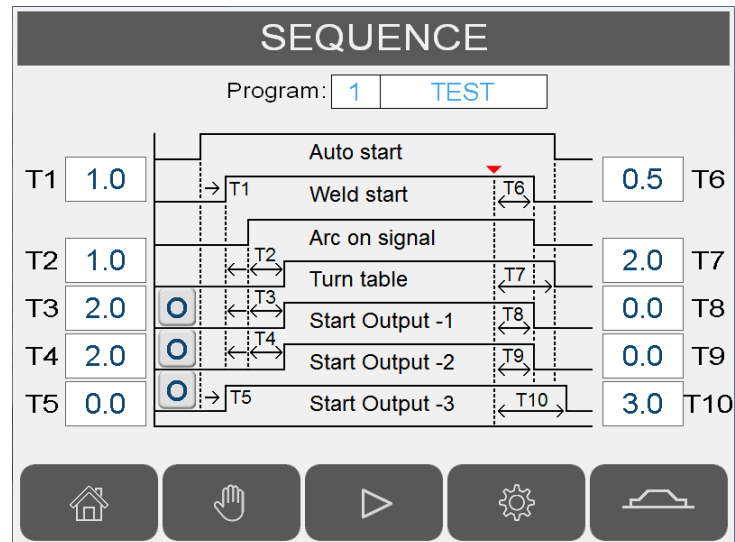 SEQUENCE
Program: 1 TEST
Auto start
T1 1.0 T1 Weld start T6 0.5 T6
Arc on signal
T2 1.0 T2 Turn table T7 2.0 T7
T3 2.0 O T3 Start Output -1 T8 0.0 T8
T4 2.0 O T4 Start Output -2 T9 0.0 T9
T5 0.0 O T5 Start Output -3 T10 3.0 T10